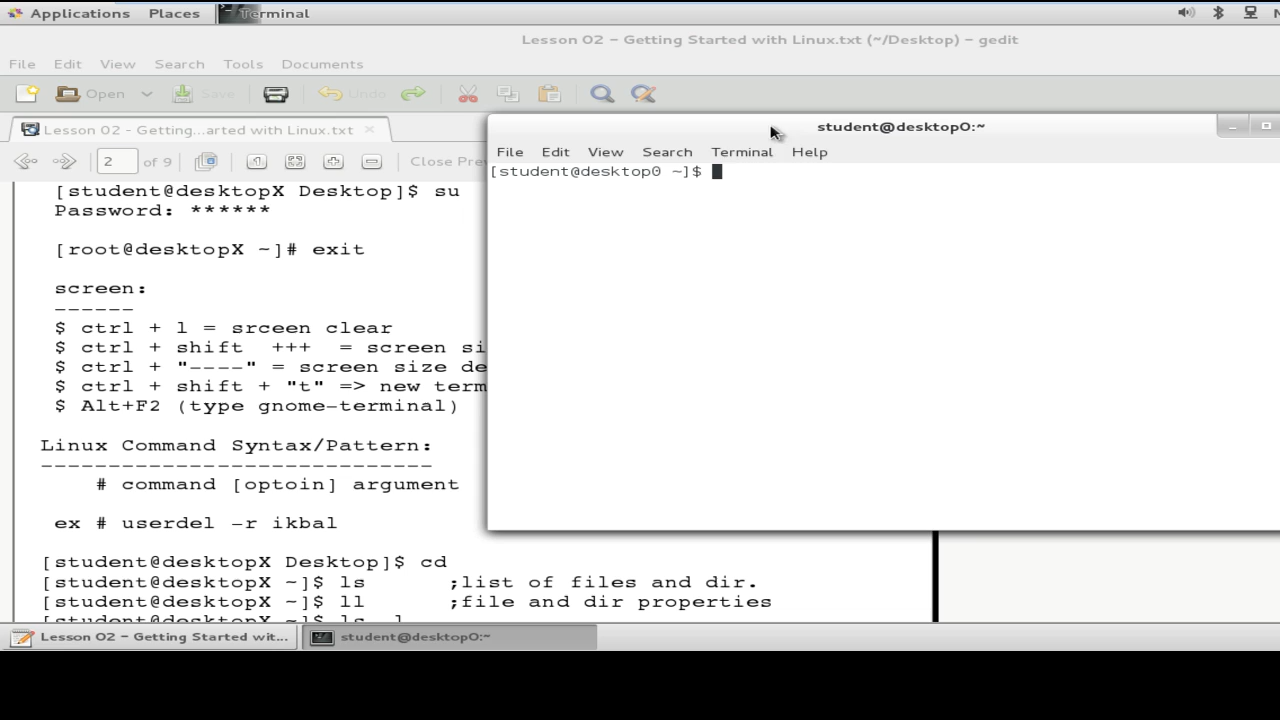 Applications Places Terminal
Lesson 02 - Getting Started with Linux.txt (~/Desktop) - gedit
File Edit View Search Tools Documents
Open Save Undo
Lesson 02 - Getting...arted with Linux.txt
2 of 9 Close Pre
[student@desktopX Desktop]$ su
Password: ******
[root@desktopX ~]# exit
screen:
------
$ ctrl + l = srceen clear
$ ctrl + shift +++ = screen si
$ ctrl + "----" = screen size de
$ ctrl + shift + "t" => new term
$ Alt+F2 (type gnome-terminal)
Linux Command Syntax/Pattern:
------------------------------
# command [optoin] argument
ex # userdel -r ikbal
[student@desktopX Desktop]$ cd
[student@desktopX ~]$ ls ;list of files and dir.
[student@desktopX ~]$ ll ;file and dir properties
student@desktop0:~
File Edit View Search Terminal Help
[student@desktop0 ~]$
Lesson 02 - Getting Started wit... student@desktop0:~